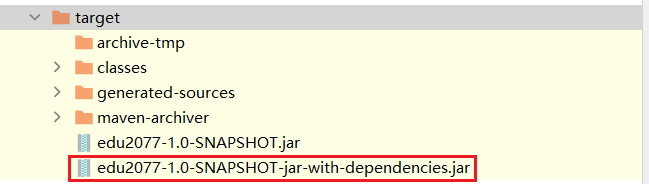 target
archive-tmp
classes
generated-sources
maven-archiver
edu2077-1.0-SNAPSHOT.jar
edu2077-1.0-SNAPSHOT-jar-with-dependencies.jar